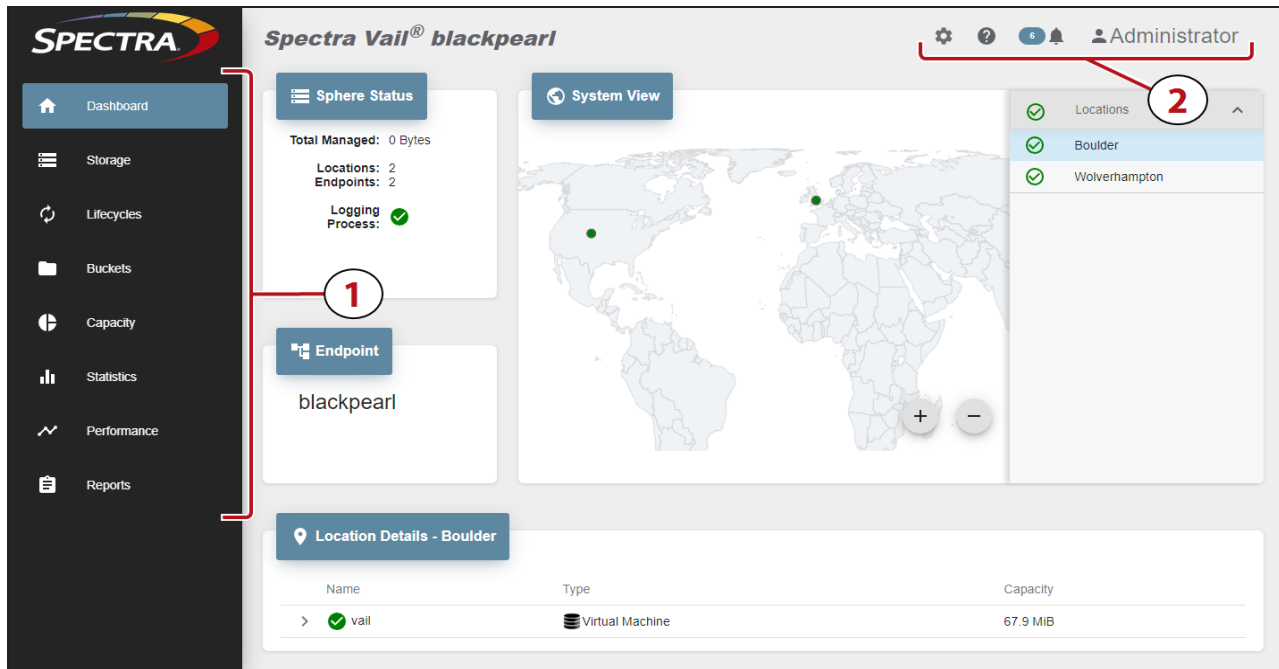 SPECTRA
Spectra Vail® blackpearl
6
Administrator
Dashboard
Storage
Lifecycles
Buckets
Capacity
Statistics
Performance
Reports
1
2
Sphere Status
Total Managed: 0 Bytes
Locations: 2
Endpoints: 2
Logging
Process:
Endpoint
blackpearl
System View
+ −
Locations
Boulder
Wolverhampton
Location Details - Boulder
Name Type Capacity
vail Virtual Machine 67.9 MiB